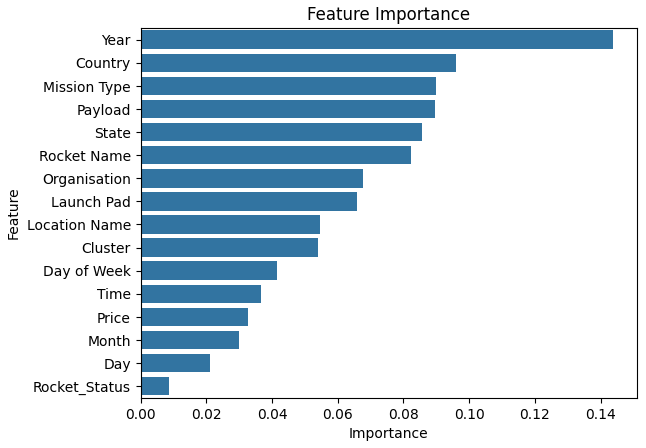 Feature Importance
Year
Country
Mission Type
Payload
State
Rocket Name
Organisation
Launch Pad
Location Name
Cluster
Day of Week
Time
Price
Month
Day
Rocket_Status
Feature
0.00 0.02 0.04 0.06 0.08 0.10 0.12 0.14
Importance